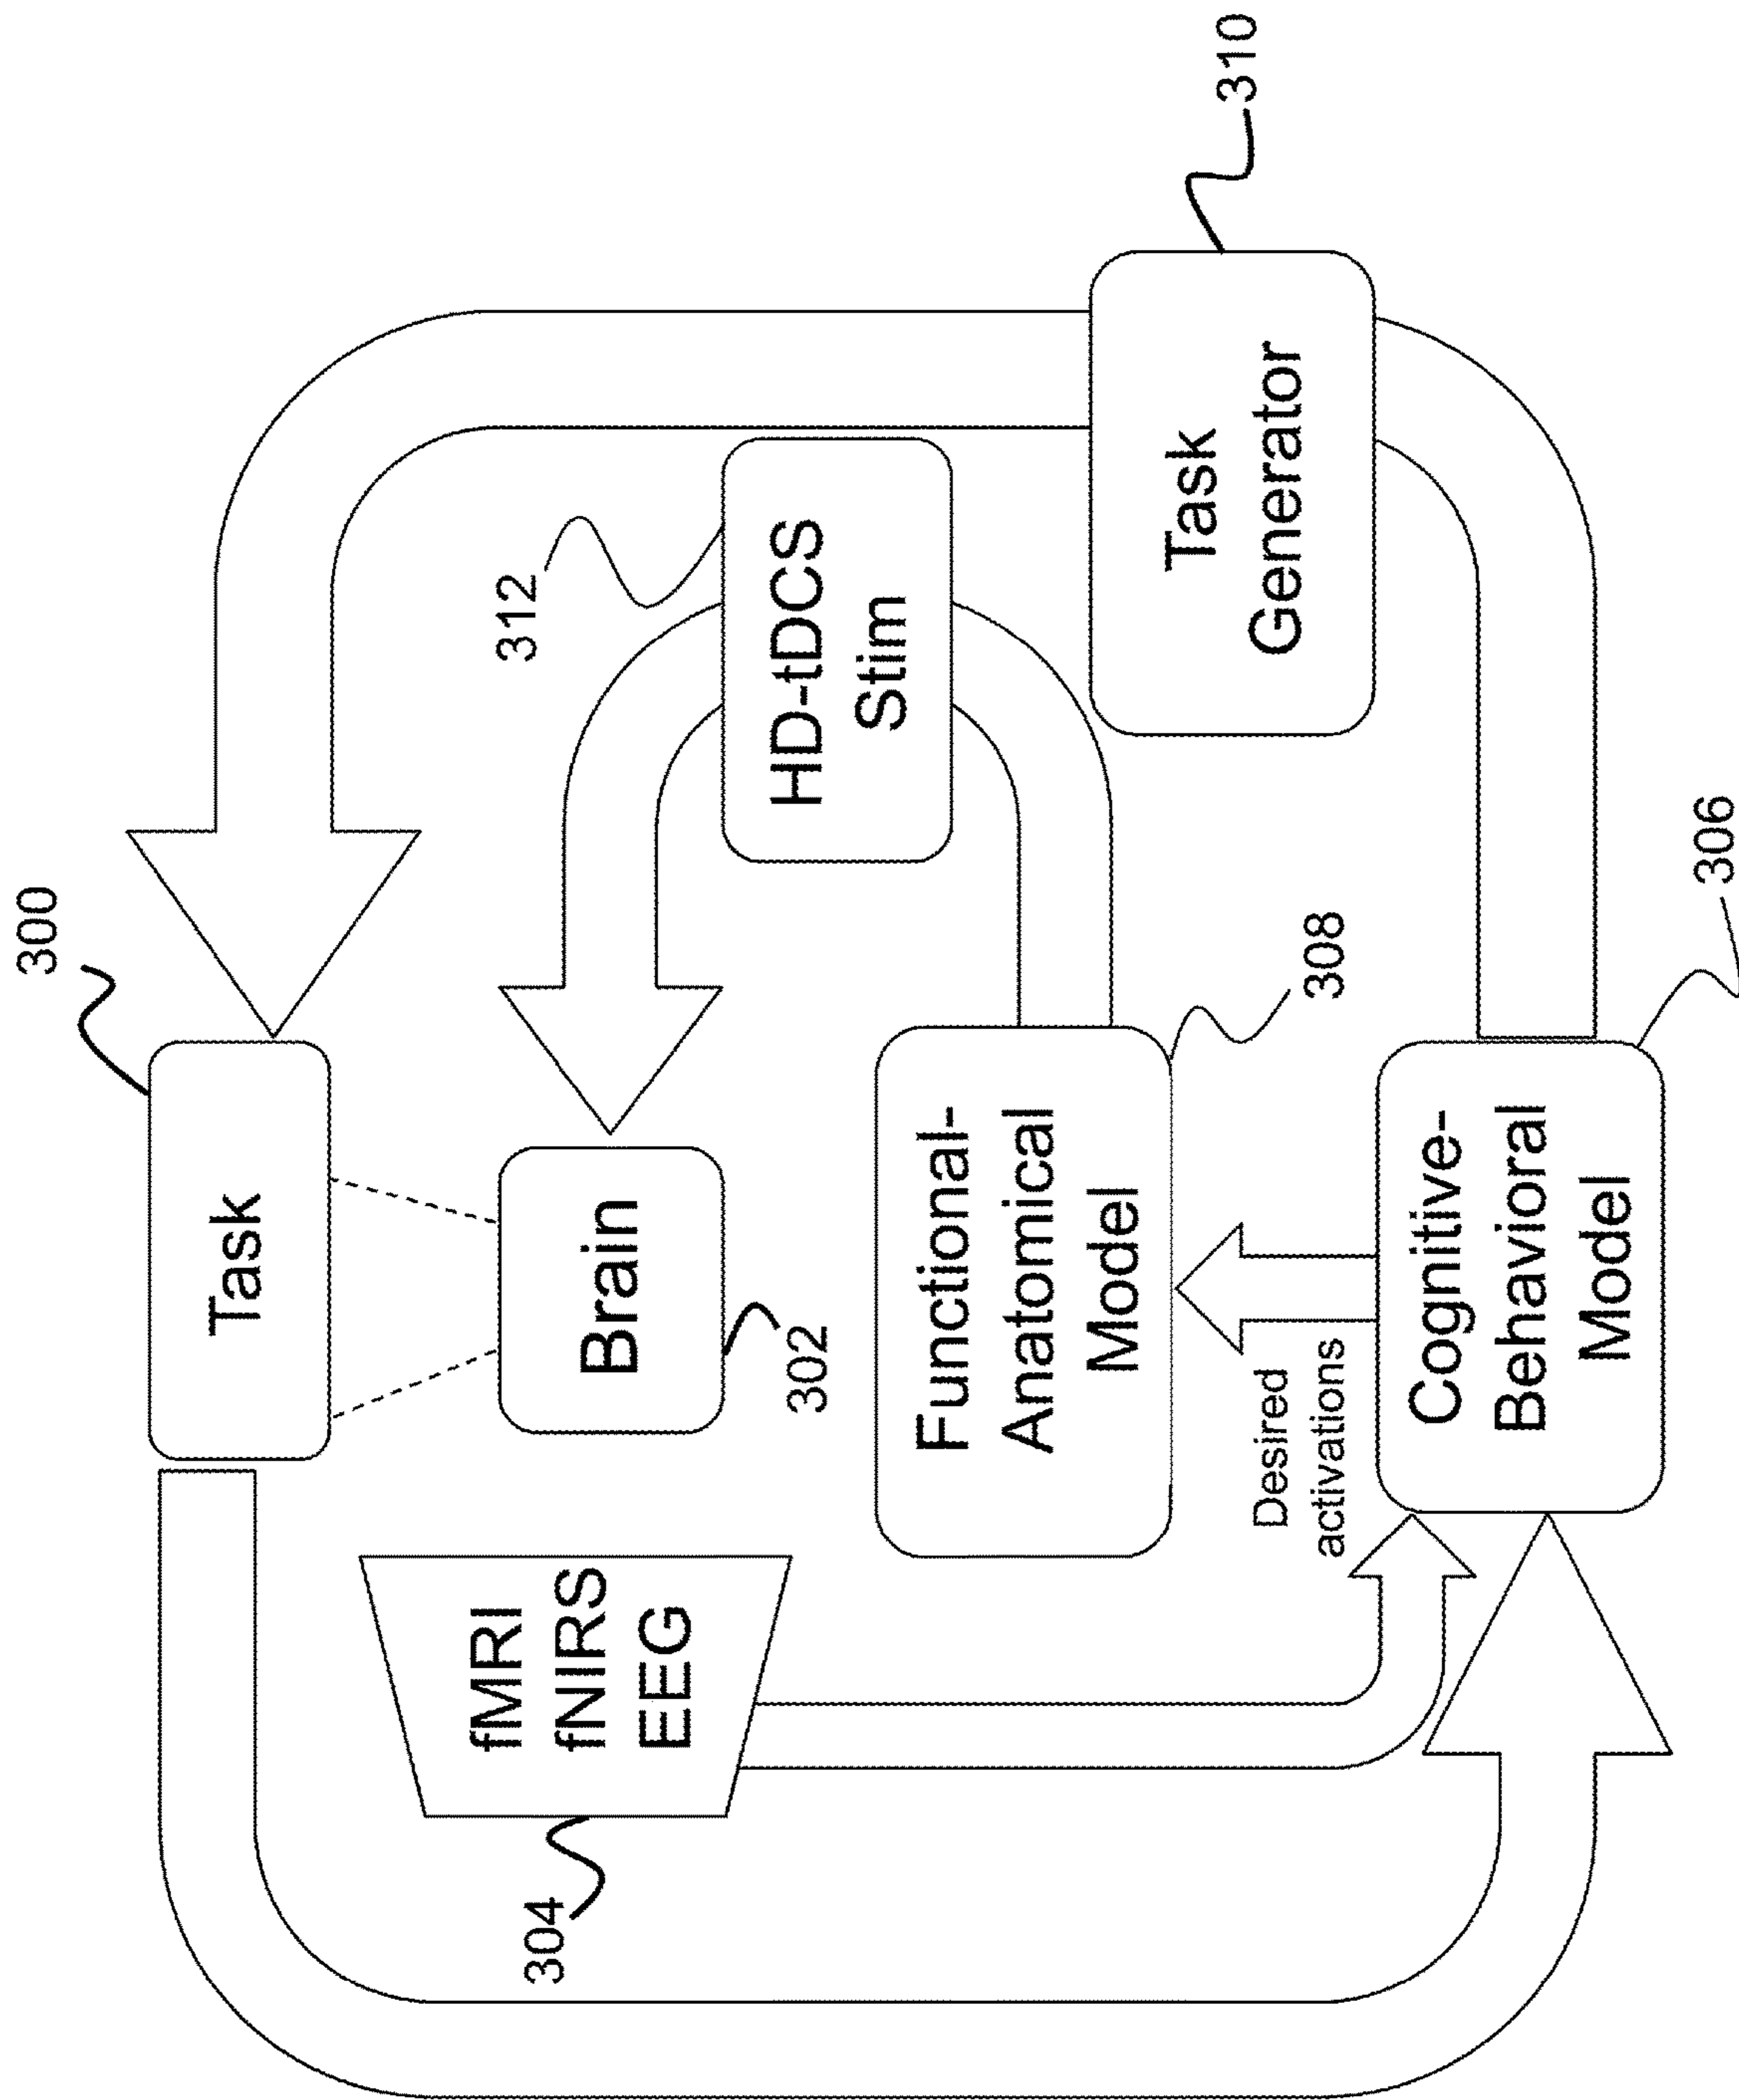 300
Task
fMRI
fNIRS
EEG
304
Brain
302
312
HD-tDCS
Stim
Functional-
Anatomical
Model
308
Desired
activations
Task
Generator
310
Cognitive-
Behavioral
Model
306